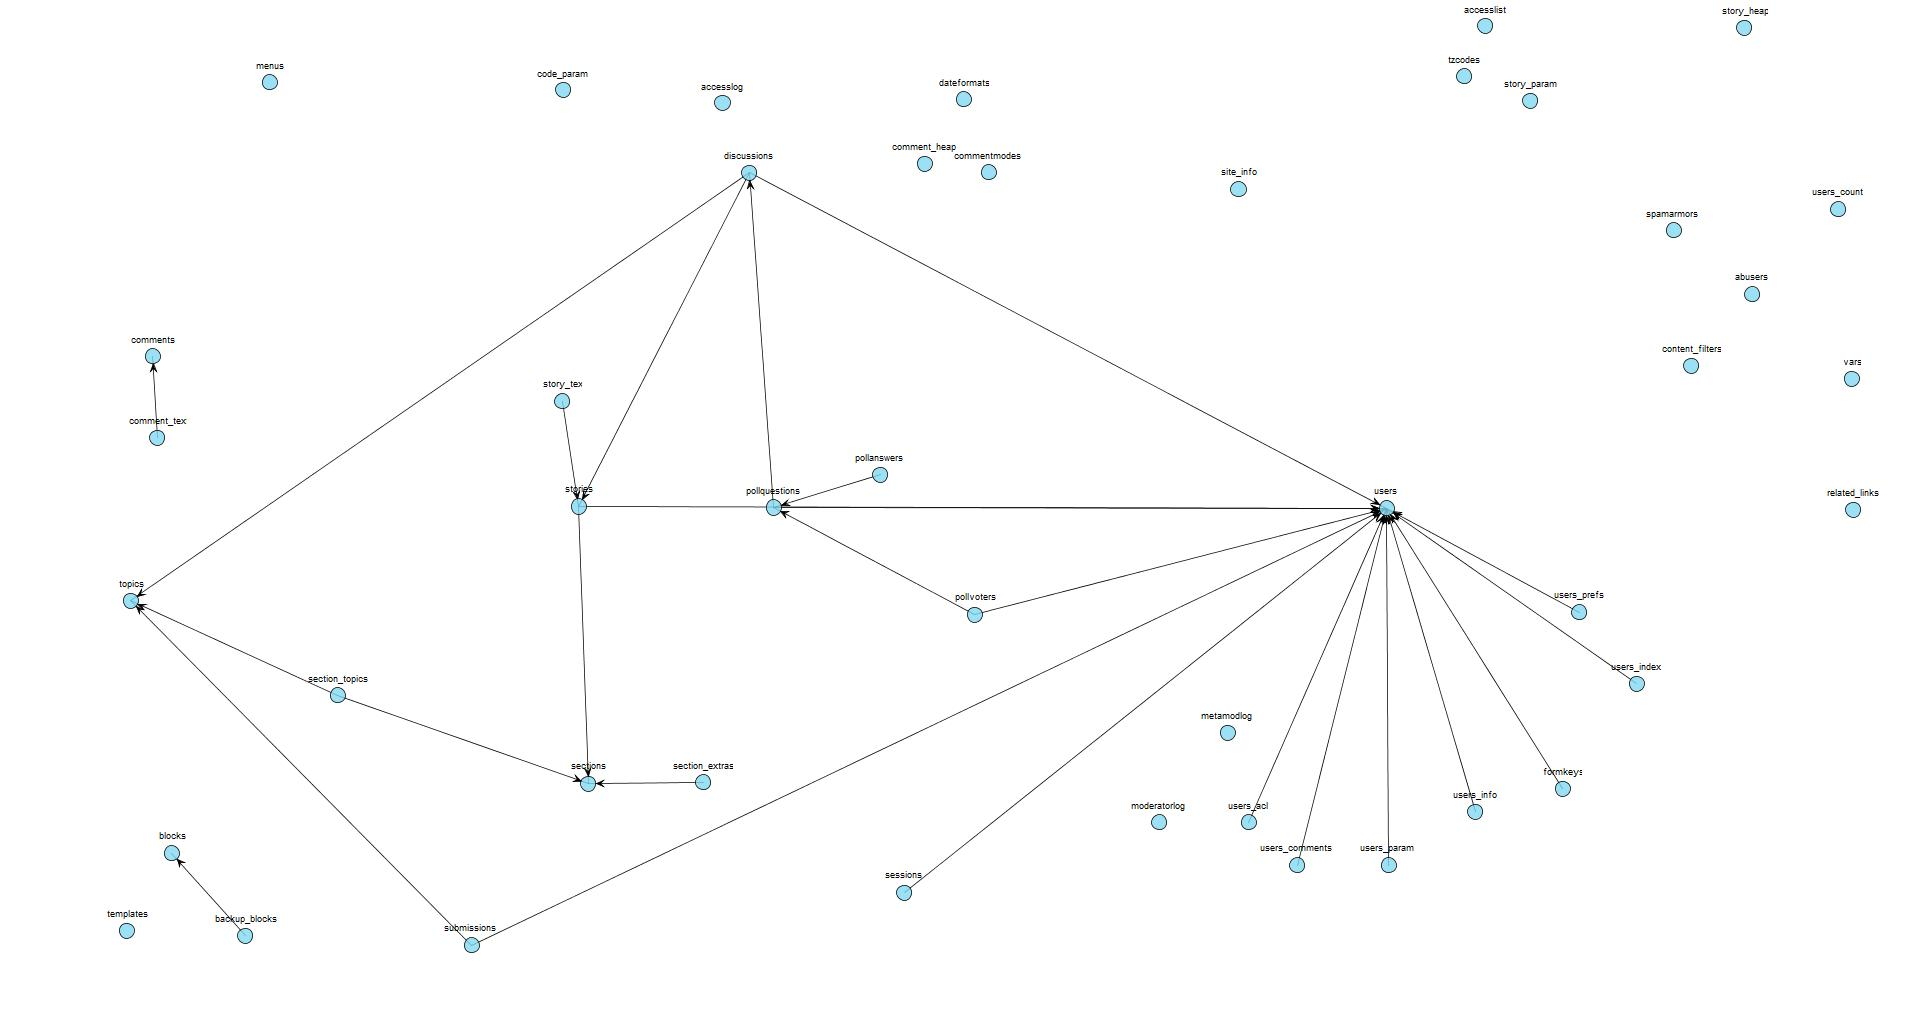 accesslist
story_heap
tzcodes
menus
code_param
story_param
accesslog
dateformats
comment_heap
discussions
commentmodes
site_info
users_count
spamarmors
abusers
comments
content_filters
vars
story_tex
comment_tex
pollanswers
stories
pollquestions
users
related_links
topics
users_prefs
pollvoters
users_index
section_topics
metamodlog
sections
section_extras
formkeys
users_info
moderatorlog
users_acl
blocks
users_comments
users_param
sessions
templates
backup_blocks
submissions